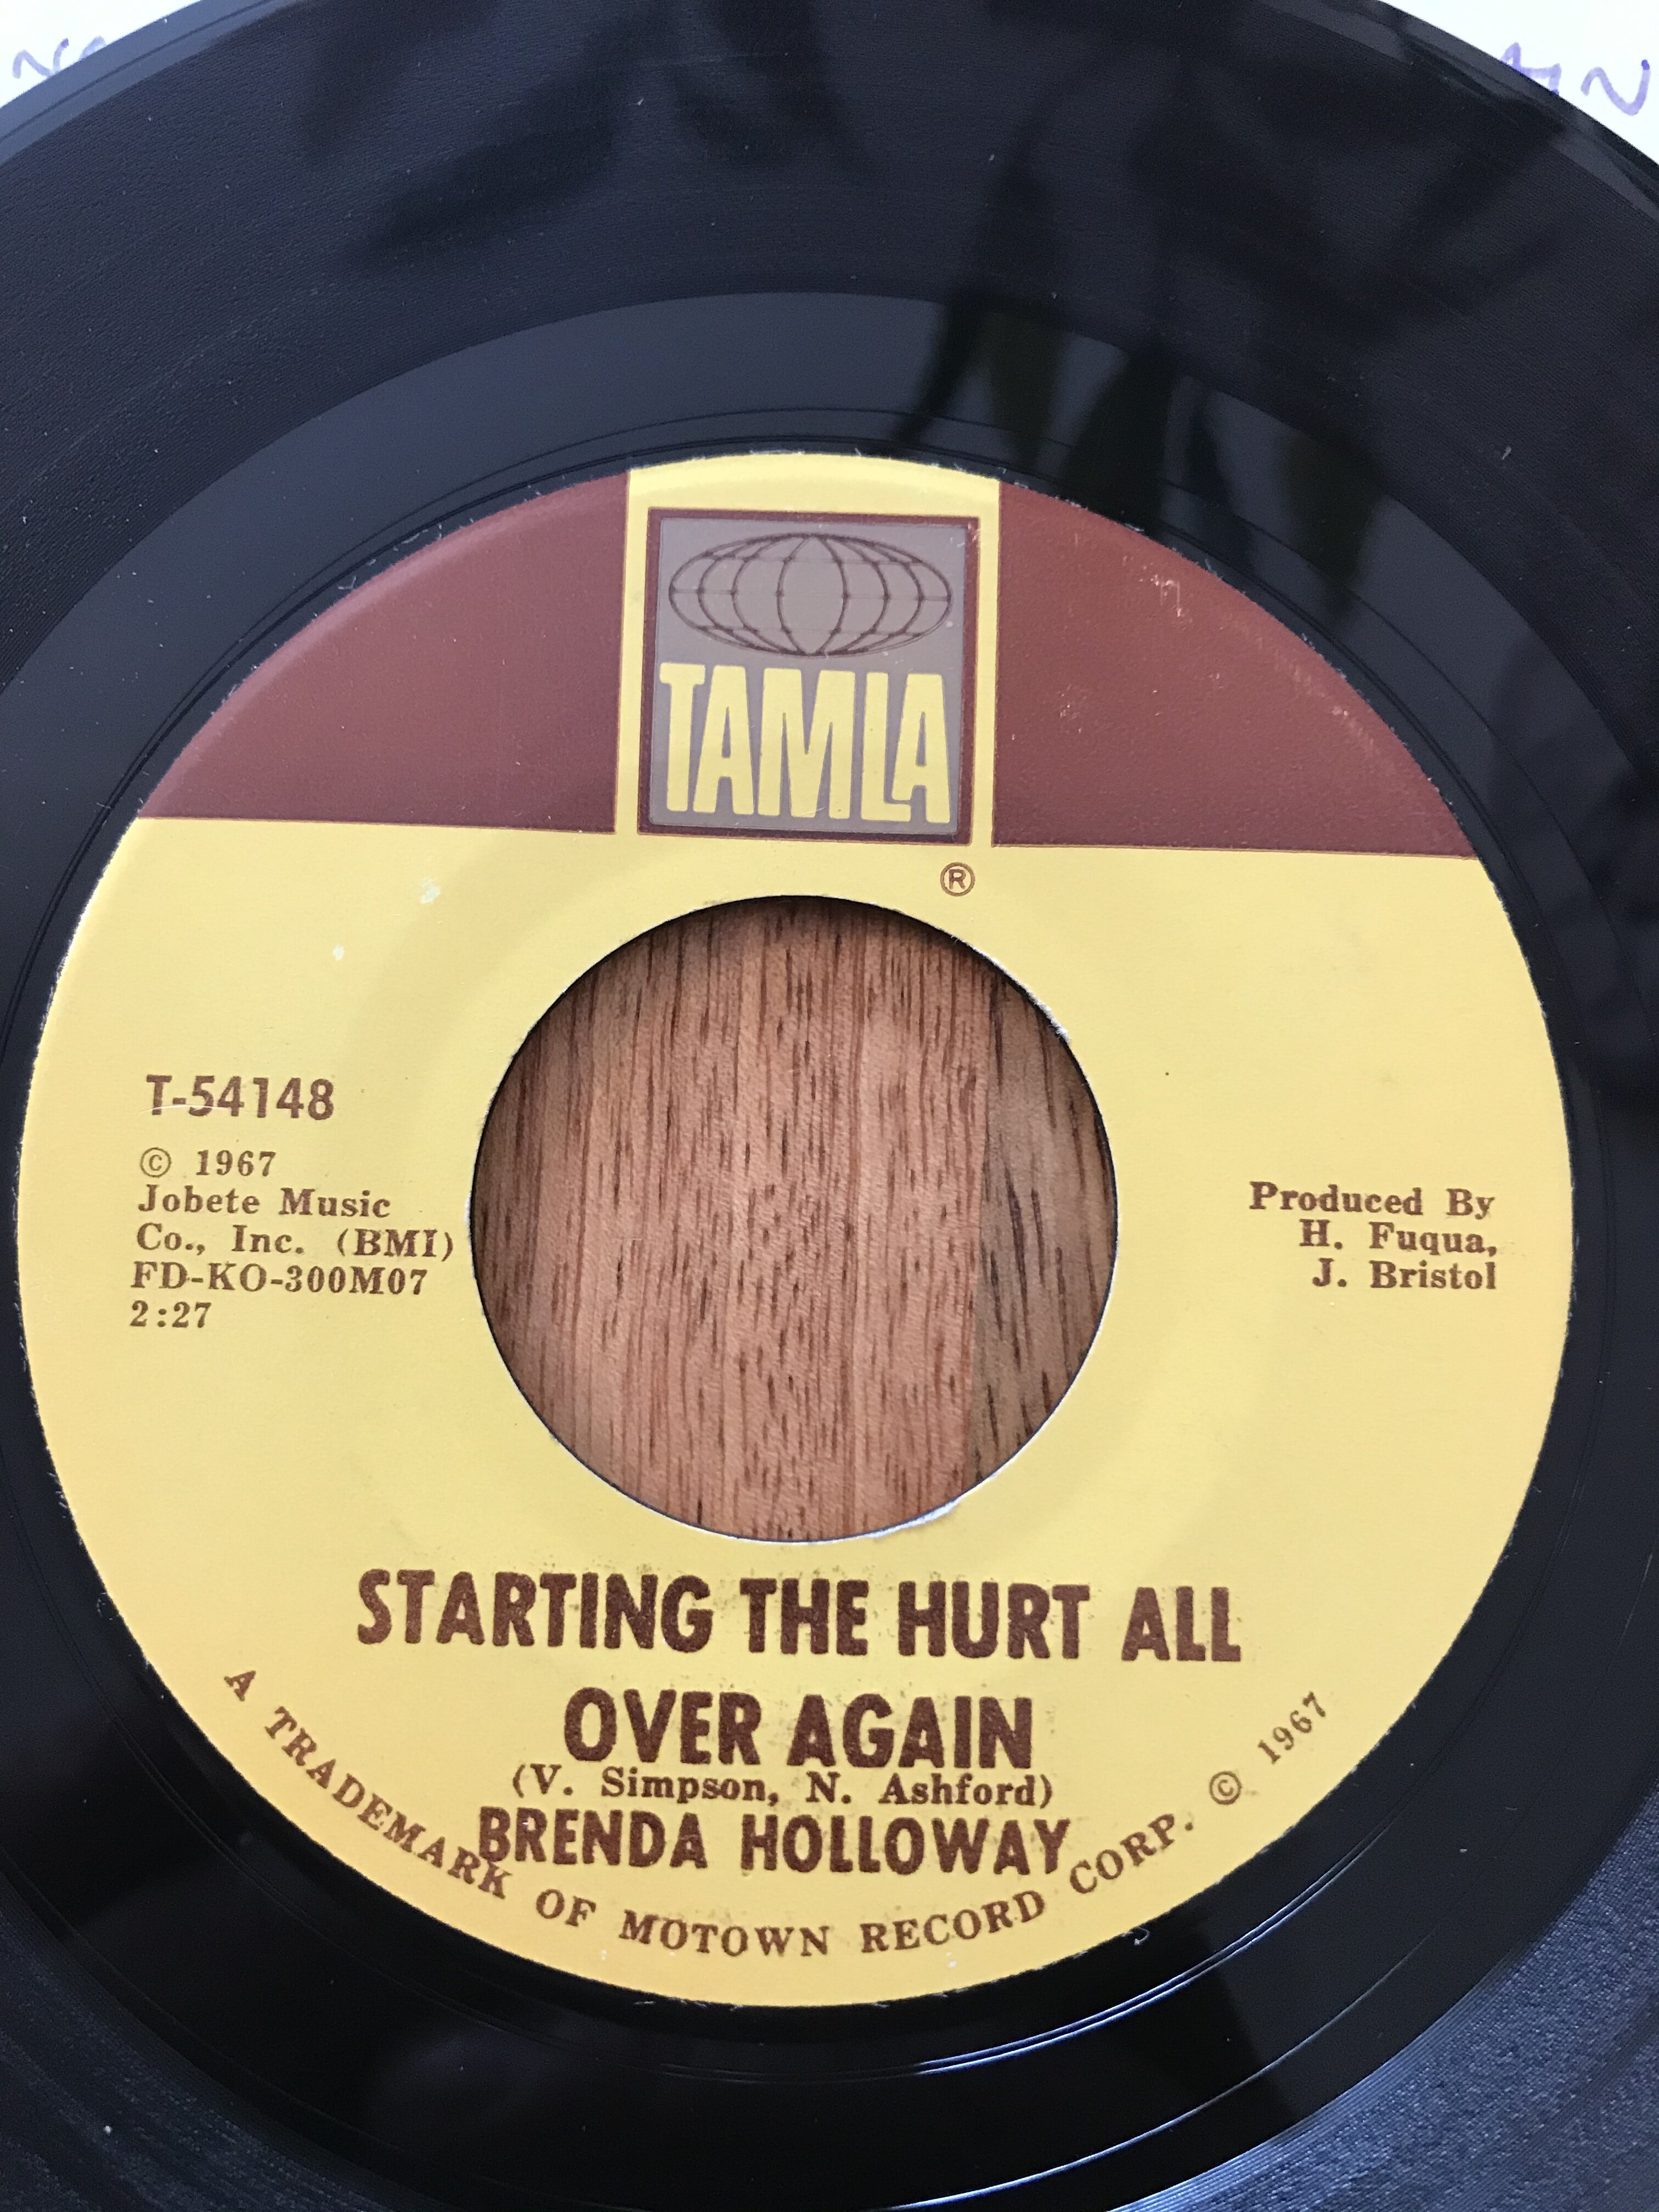 TAMLA
®
T-54148
© 1967
Jobete Music
Co., Inc. (BMI)
FD-KO-300M07
2:27
Produced By
H. Fuqua,
J. Bristol
STARTING THE HURT ALL
OVER AGAIN
(V. Simpson, N. Ashford)
BRENDA HOLLOWAY
A TRADEMARK OF MOTOWN RECORD CORP. © 1967